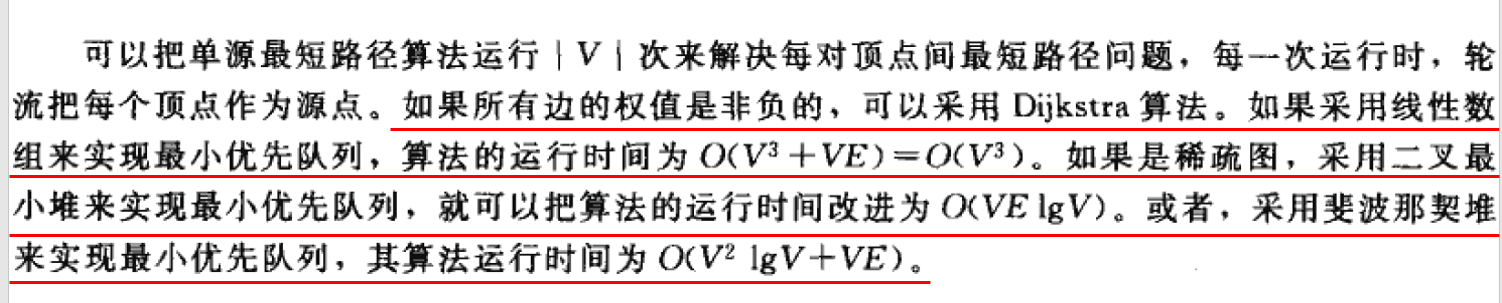 可以把单源最短路径算法运行|V|次来解决每对顶点间最短路径问题，每一次运行时，轮
流把每个顶点作为源点。如果所有边的权值是非负的，可以采用 Dijkstra 算法。如果采用线性数
组来实现最小优先队列，算法的运行时间为 O(V³+VE)=O(V³)。如果是稀疏图，采用二叉最
小堆来实现最小优先队列，就可以把算法的运行时间改进为 O(VE lgV)。或者，采用斐波那契堆
来实现最小优先队列，其算法运行时间为 O(V² lgV+VE)。